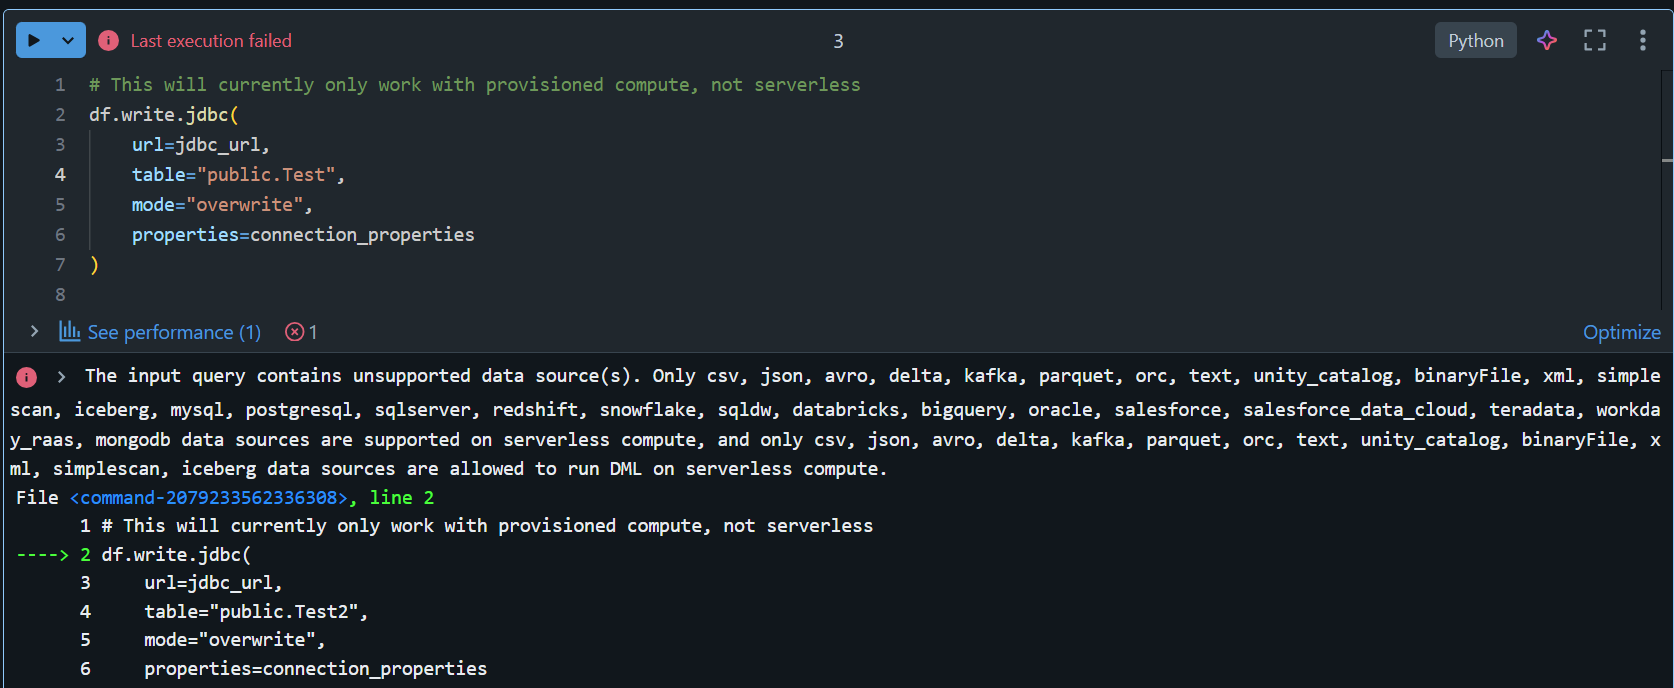 Last execution failed
3
Python
1 # This will currently only work with provisioned compute, not serverless
2 df.write.jdbc(
3     url=jdbc_url,
4     table="public.Test",
5     mode="overwrite",
6     properties=connection_properties
7 )
8
See performance (1) 1
Optimize
The input query contains unsupported data source(s). Only csv, json, avro, delta, kafka, parquet, orc, text, unity_catalog, binaryFile, xml, simple
scan, iceberg, mysql, postgresql, sqlserver, redshift, snowflake, sqldw, databricks, bigquery, oracle, salesforce, salesforce_data_cloud, teradata, workda
y_raas, mongodb data sources are supported on serverless compute, and only csv, json, avro, delta, kafka, parquet, orc, text, unity_catalog, binaryFile, x
ml, simplescan, iceberg data sources are allowed to run DML on serverless compute.
File <command-2079233562336308>, line 2
      1 # This will currently only work with provisioned compute, not serverless
----> 2 df.write.jdbc(
      3     url=jdbc_url,
      4     table="public.Test2",
      5     mode="overwrite",
      6     properties=connection_properties